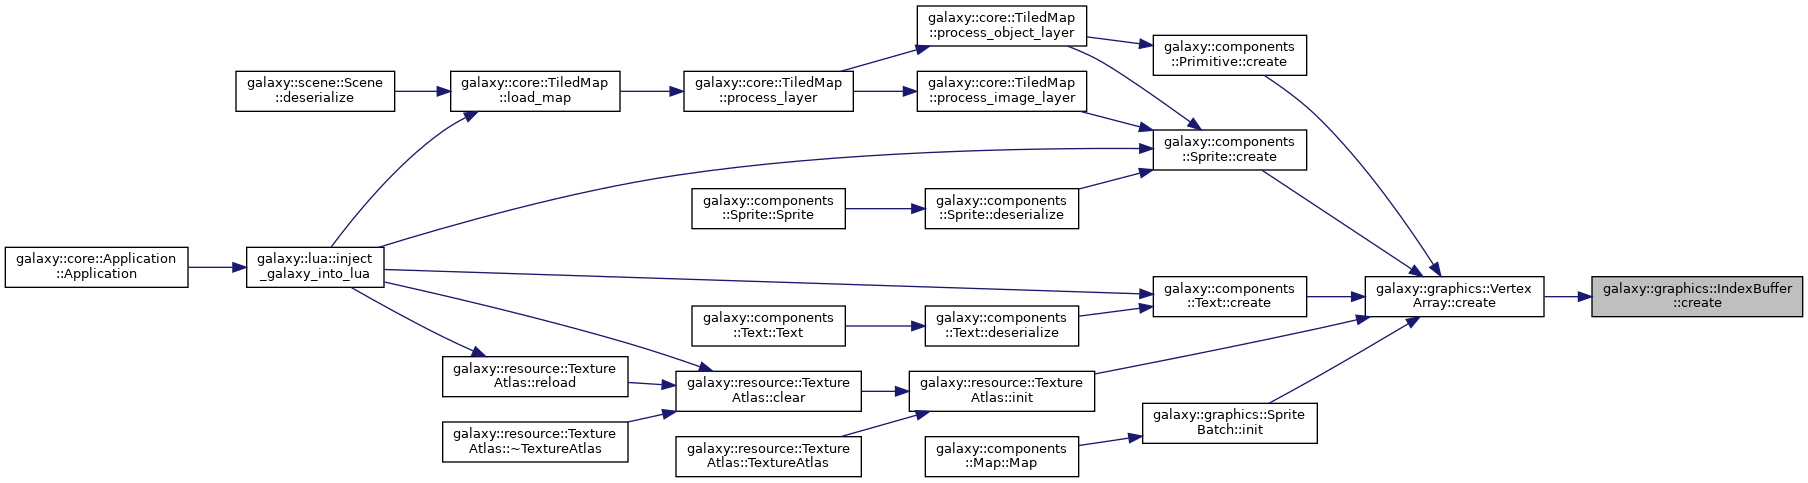 galaxy::core::TiledMap
::process_object_layer
galaxy::components
::Primitive::create
galaxy::scene::Scene
::deserialize
galaxy::core::TiledMap
::load_map
galaxy::core::TiledMap
::process_layer
galaxy::core::TiledMap
::process_image_layer
galaxy::components
::Sprite::create
galaxy::components
::Sprite::Sprite
galaxy::components
::Sprite::deserialize
galaxy::core::Application
::Application
galaxy::lua::inject
_galaxy_into_lua
galaxy::components
::Text::create
galaxy::graphics::Vertex
Array::create
galaxy::graphics::IndexBuffer
::create
galaxy::components
::Text::Text
galaxy::components
::Text::deserialize
galaxy::resource::Texture
Atlas::reload
galaxy::resource::Texture
Atlas::clear
galaxy::resource::Texture
Atlas::init
galaxy::graphics::Sprite
Batch::init
galaxy::resource::Texture
Atlas::~TextureAtlas
galaxy::resource::Texture
Atlas::TextureAtlas
galaxy::components
::Map::Map